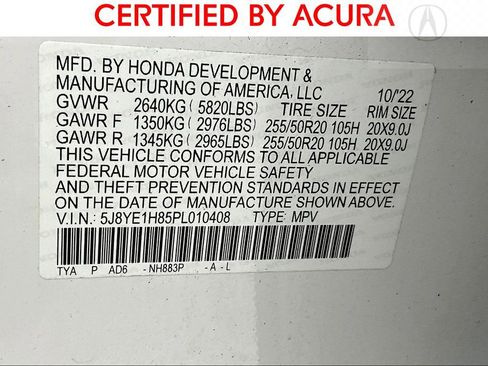 CERTIFIED BY ACURA
MFD. BY HONDA DEVELOPMENT &
MANUFACTURING OF AMERICA, LLC 10/22
GVWR 2640KG ( 5820LBS) TIRE SIZE RIM SIZE
GAWR F 1350KG ( 2976LBS) 255/50R20 105H 20X9.0J
GAWR R 1345KG ( 2965LBS) 255/50R20 105H 20X9.0J
THIS VEHICLE CONFORMS TO ALL APPLICABLE
FEDERAL MOTOR VEHICLE SAFETY
AND THEFT PREVENTION STANDARDS IN EFFECT
ON THE DATE OF MANUFACTURE SHOWN ABOVE.
V.I.N.: 5J8YE1H85PL010408 TYPE: MPV
TYA P AD6 - NH883P - A - L